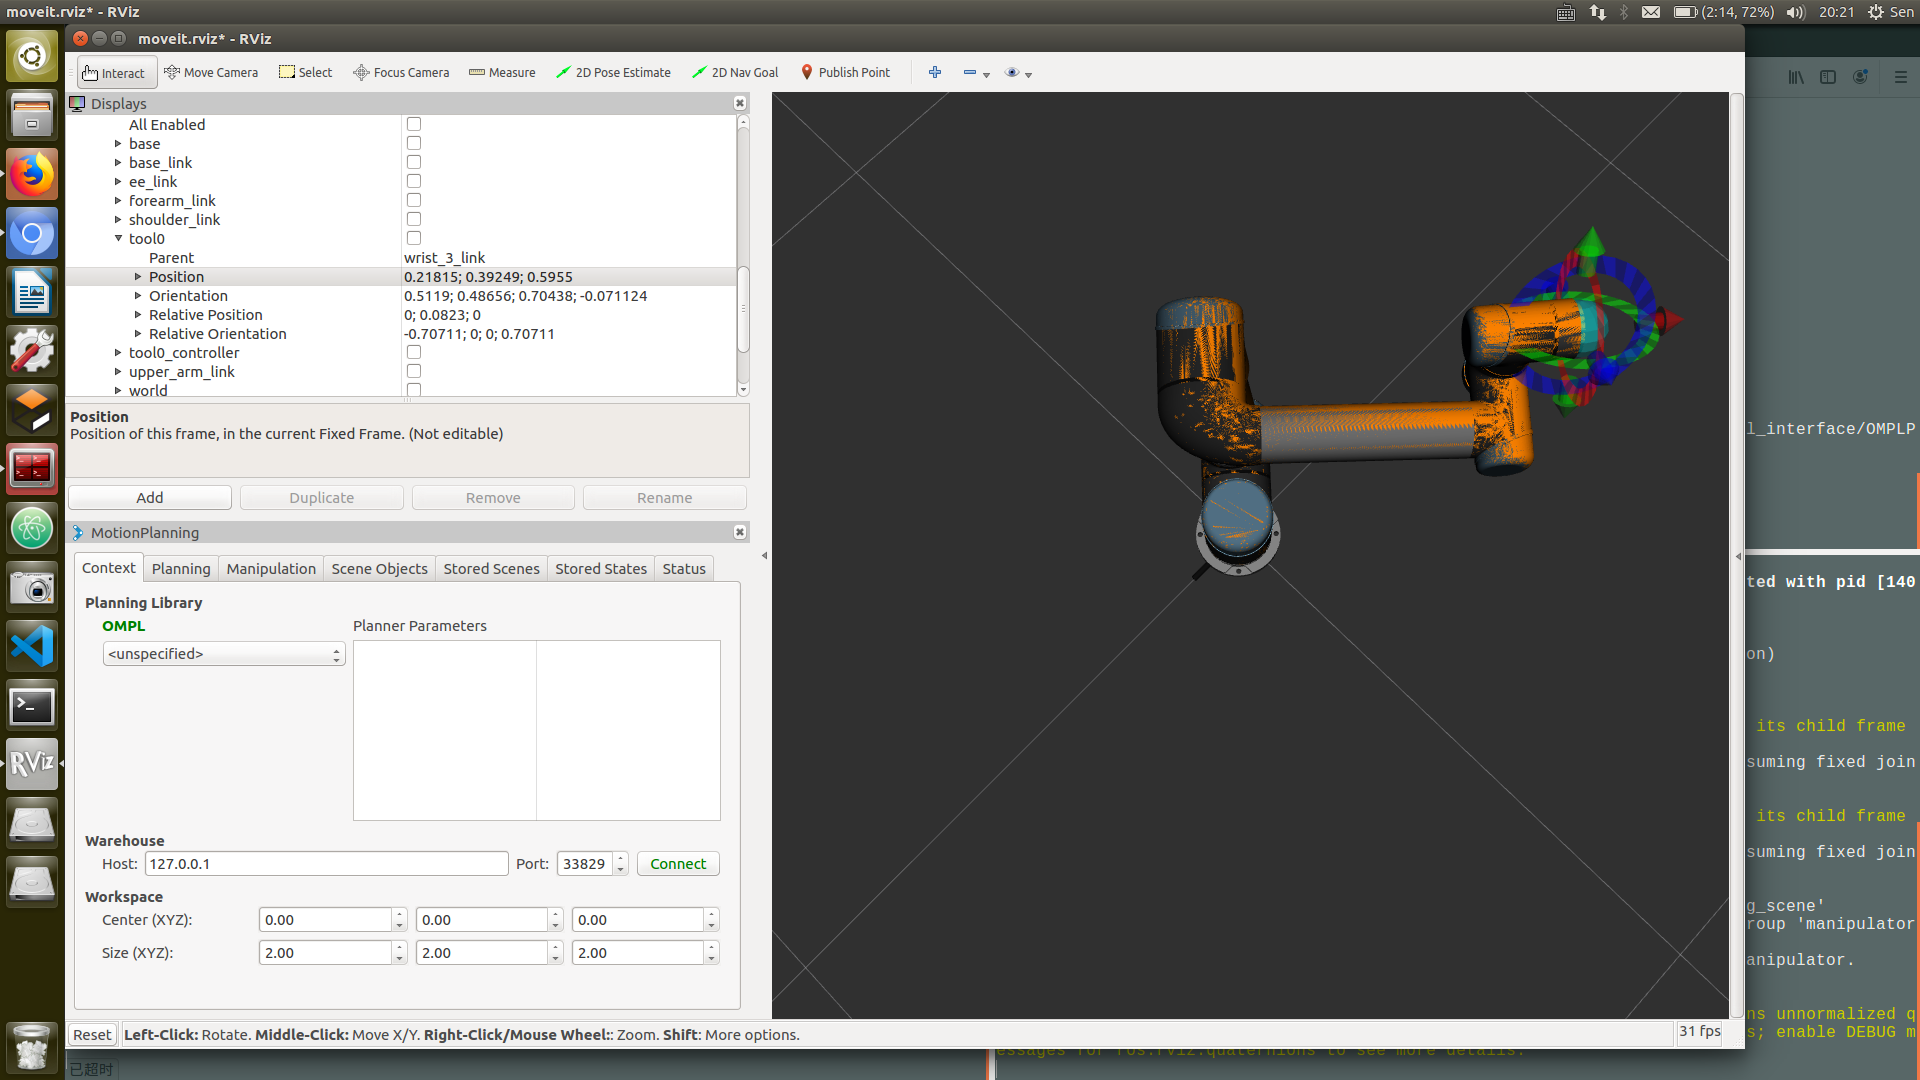 moveit.rviz* - RViz
(2:14, 72%) 20:21 Sen
moveit.rviz* - RViz
Interact Move Camera Select Focus Camera Measure 2D Pose Estimate 2D Nav Goal Publish Point
Displays
All Enabled
base
base_link
ee_link
forearm_link
shoulder_link
tool0
Parent wrist_3_link
Position 0.21815; 0.39249; 0.5955
Orientation 0.5119; 0.48656; 0.70438; -0.071124
Relative Position 0; 0.0823; 0
Relative Orientation -0.70711; 0; 0; 0.70711
tool0_controller
upper_arm_link
world
Position
Position of this frame, in the current Fixed Frame. (Not editable)
Add Duplicate Remove Rename
MotionPlanning
Context Planning Manipulation Scene Objects Stored Scenes Stored States Status
Planning Library
OMPL Planner Parameters
<unspecified>
Warehouse
Host: 127.0.0.1 Port: 33829 Connect
Workspace
Center (XYZ): 0.00 0.00 0.00
Size (XYZ): 2.00 2.00 2.00
Reset Left-Click: Rotate. Middle-Click: Move X/Y. Right-Click/Mouse Wheel:: Zoom. Shift: More options. 31 fps
RViz
l_interface/OMPLP
ted with pid [140
on)
its child frame
suming fixed join
its child frame
suming fixed join
g_scene'
roup 'manipulator
anipulator.
ns unnormalized q
s; enable DEBUG m
essages for ros.rviz.quaternions to see more details.
已超时